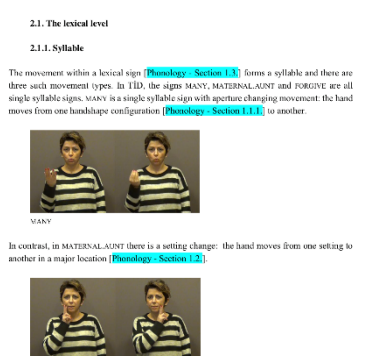 2.1. The lexical level
2.1.1. Syllable
The movement within a lexical sign [Phonology - Section 1.3.] forms a syllable and there are
three such movement types. In TİD, the signs MANY, MATERNAL.AUNT and FORGIVE are all
single syllable signs. MANY is a single syllable sign with aperture changing movement: the hand
moves from one handshape configuration [Phonology - Section 1.1.1.] to another.
MANY
In contrast, in MATERNAL.AUNT there is a setting change: the hand moves from one setting to
another in a major location [Phonology - Section 1.2.].